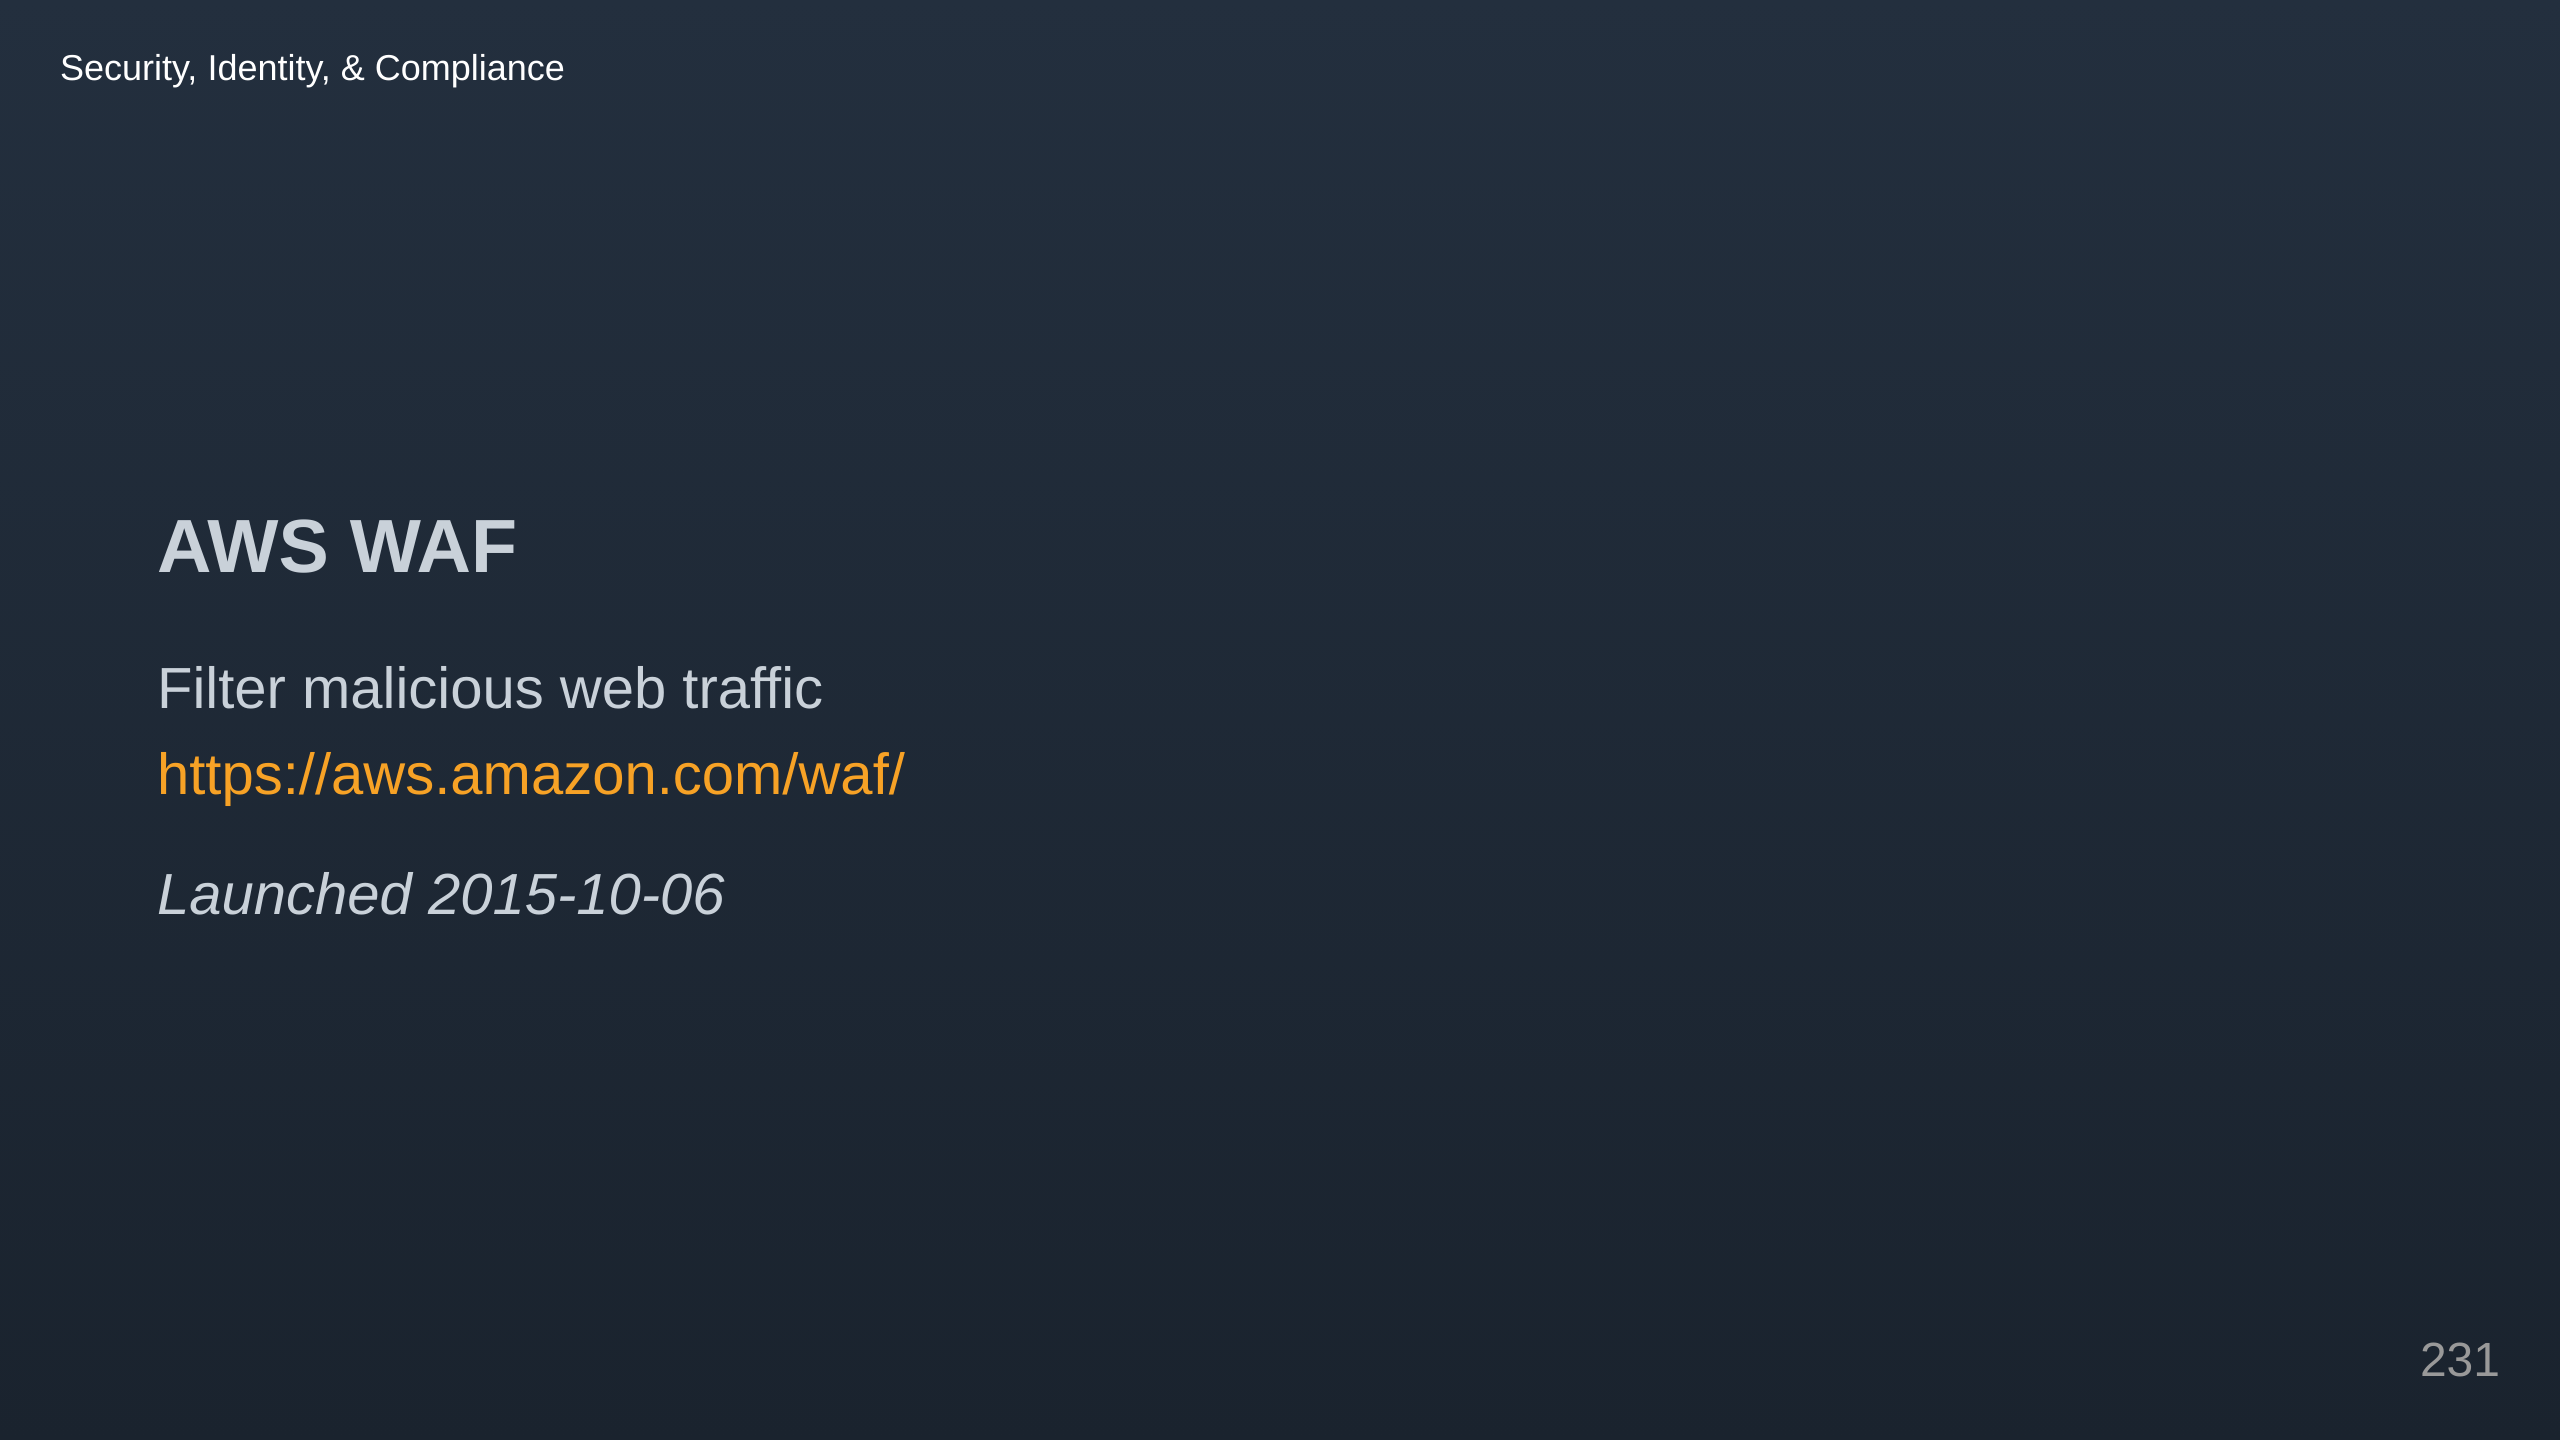 Security, Identity, & Compliance
AWS WAF
Filter malicious web traffic
https://aws.amazon.com/waf/
Launched 2015-10-06
231